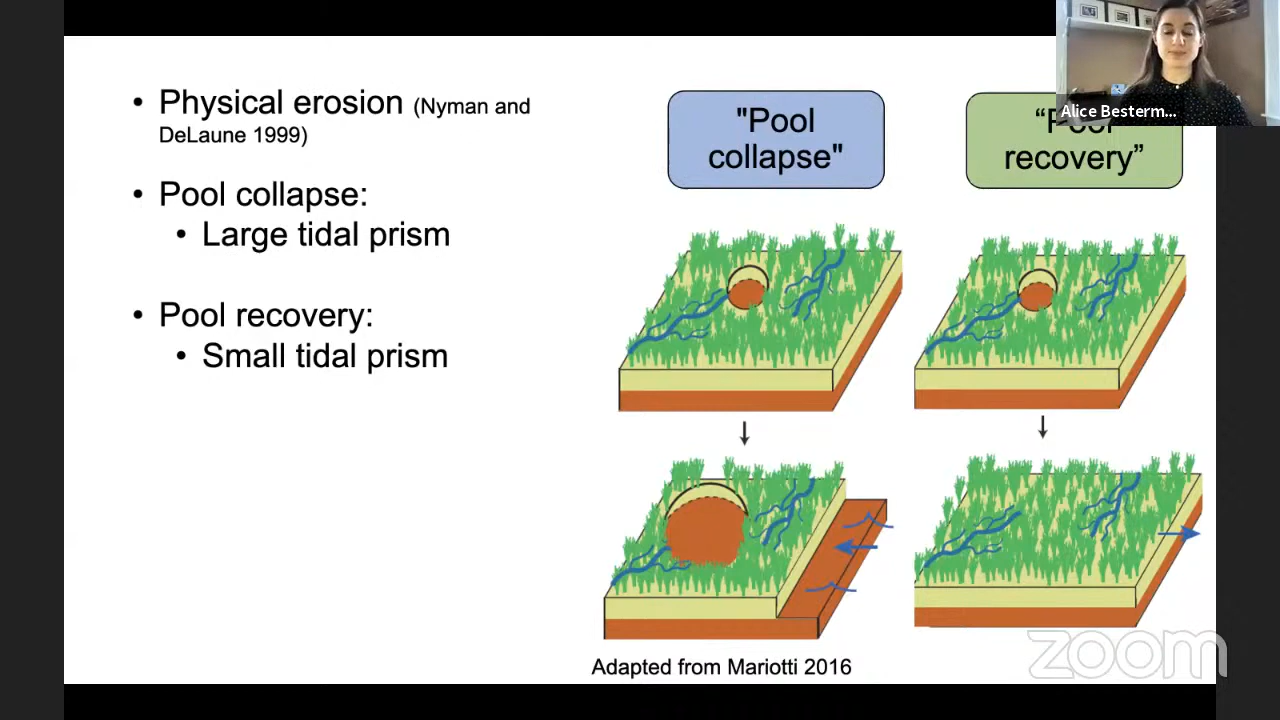 • Physical erosion (Nyman and
DeLaune 1999)
• Pool collapse:
• Large tidal prism
• Pool recovery:
• Small tidal prism
"Pool
collapse"
“Pool
recovery”
Alice Besterm...
Adapted from Mariotti 2016
zoom